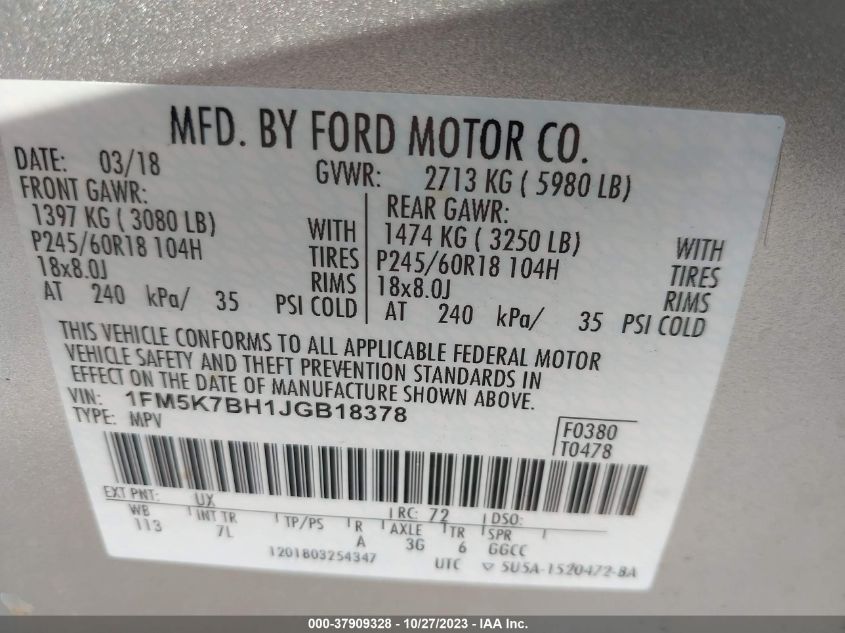 MFD. BY FORD MOTOR CO.
DATE: 03/18
GVWR: 2713 KG ( 5980 LB)
FRONT GAWR:
1397 KG ( 3080 LB) WITH
P245/60R18 104H TIRES
18x8.0J RIMS
AT 240 kPa/ 35 PSI COLD
REAR GAWR:
1474 KG ( 3250 LB) WITH
P245/60R18 104H TIRES
18x8.0J RIMS
AT 240 kPa/ 35 PSI COLD
THIS VEHICLE CONFORMS TO ALL APPLICABLE FEDERAL MOTOR
VEHICLE SAFETY AND THEFT PREVENTION STANDARDS IN
EFFECT ON THE DATE OF MANUFACTURE SHOWN ABOVE.
VIN: 1FM5K7BH1JGB18378
TYPE: MPV
F0380
T0478
EXT PNT: UX RC: 72 DSO:
WB INT TR TP/PS R AXLE TR SPR
113 7L A 3G 6 GGCC
1201803254347
UTC ▽ 5U5A-1520472-BA
000-37909328 - 10/27/2023 - IAA Inc.